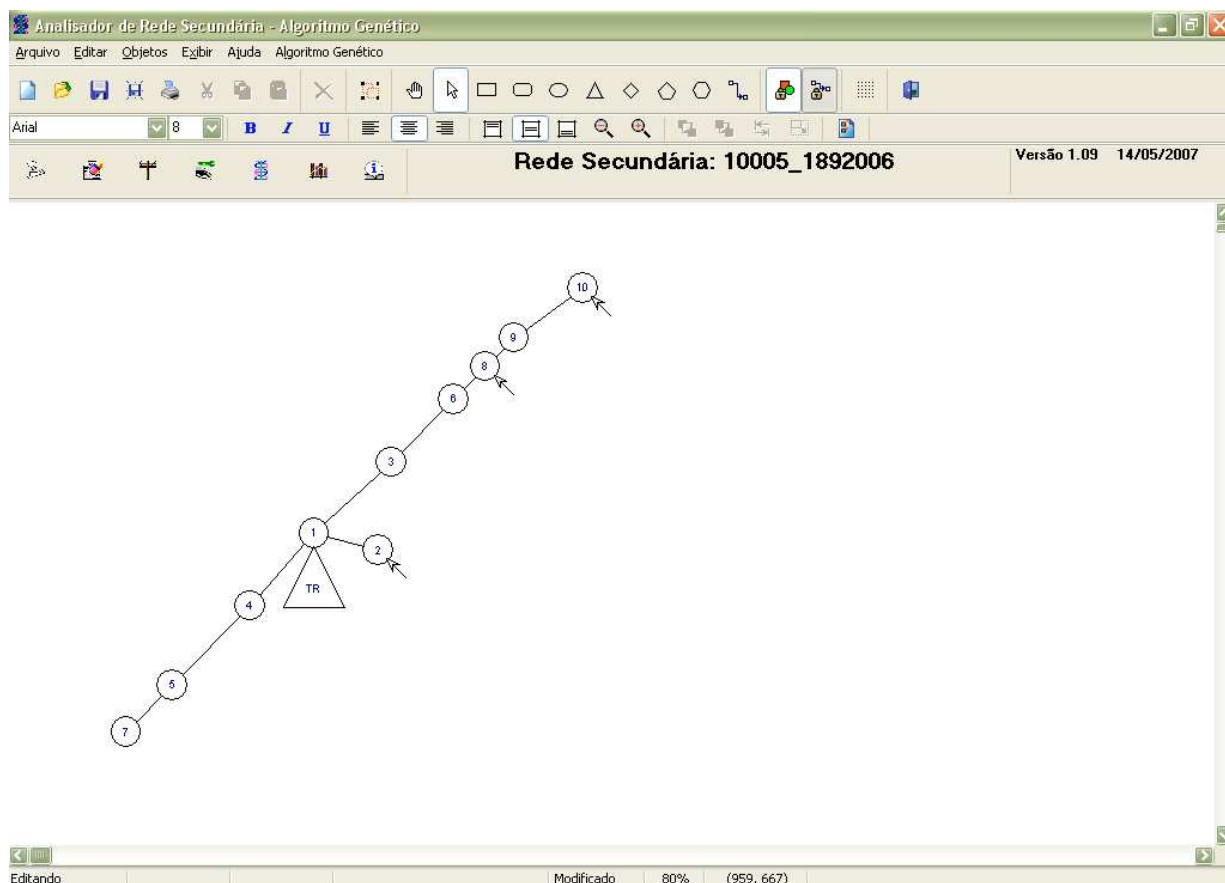 Analisador de Rede Secundária - Algoritmo Genético
Arquivo Editar Objetos Exibir Ajuda Algoritmo Genético
Arial 8 B I U
Rede Secundária: 10005_1892006 Versão 1.09 14/05/2007
10
9
8
6
3
1
2
TR
4
5
7
Editando Modificado 80% (959, 667)